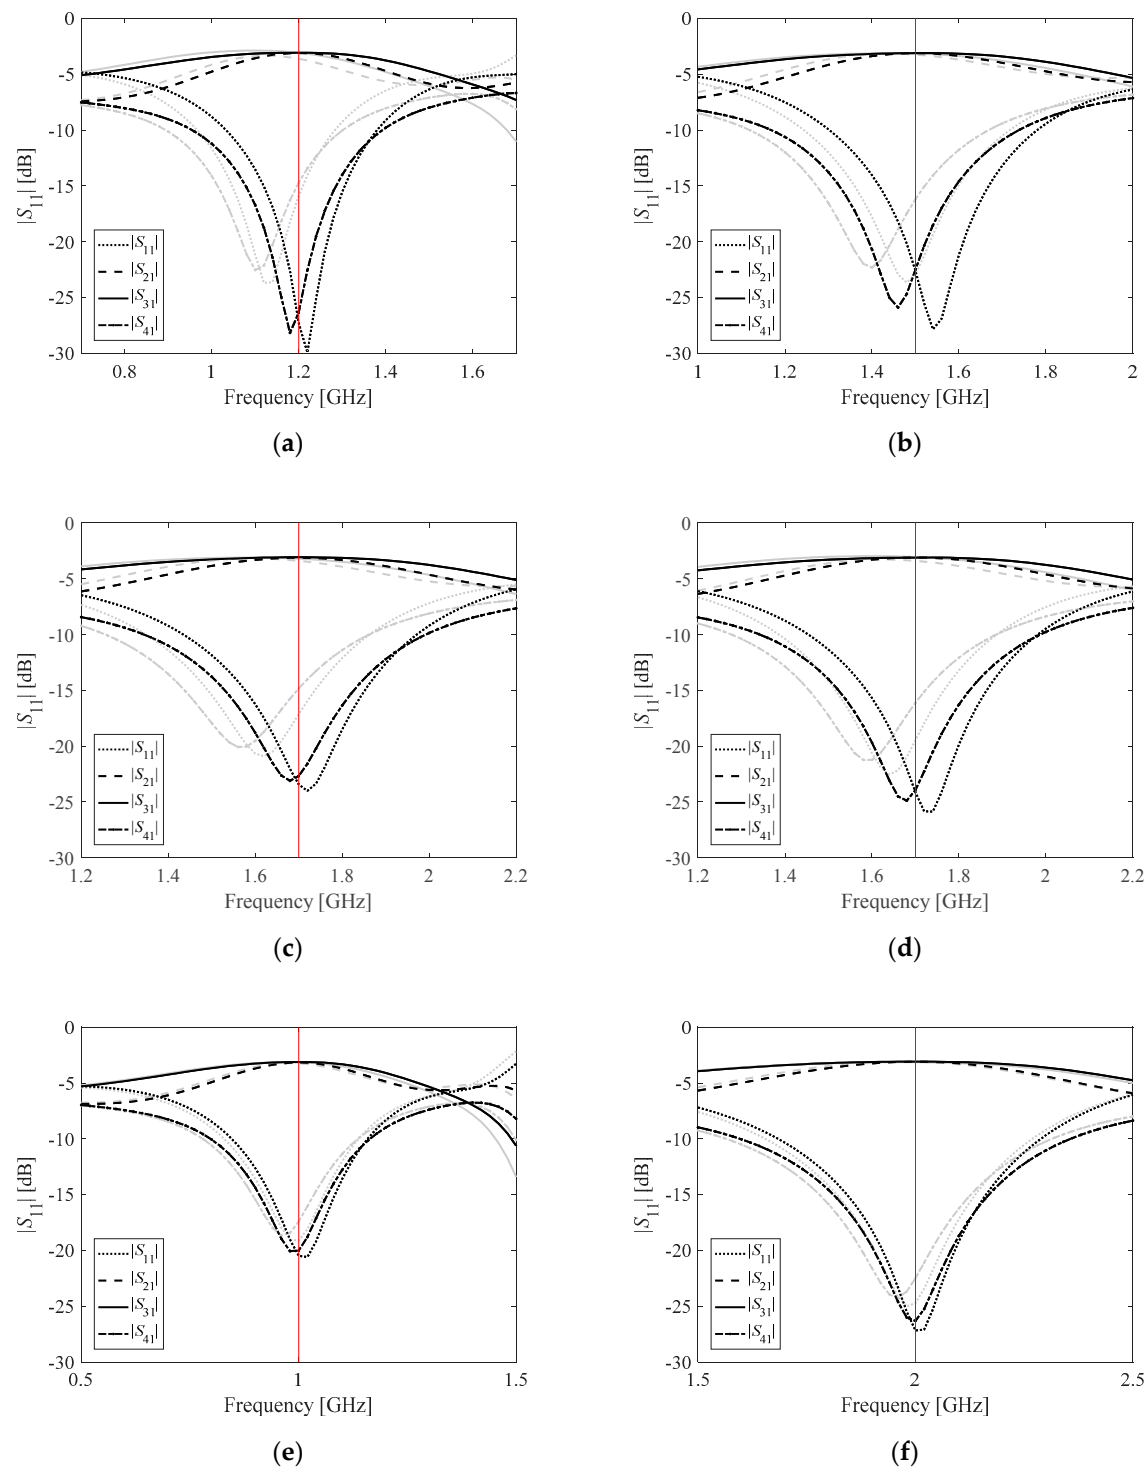 0
-5
-10
-15
-20
-25
-30
|S11| [dB]
|S11|
|S21|
|S31|
|S41|
0.8 1 1.2 1.4 1.6
Frequency [GHz]
(a)
0
-5
-10
-15
-20
-25
-30
|S11| [dB]
|S11|
|S21|
|S31|
|S41|
1 1.2 1.4 1.6 1.8 2
Frequency [GHz]
(b)
0
-5
-10
-15
-20
-25
-30
|S11| [dB]
|S11|
|S21|
|S31|
|S41|
1.2 1.4 1.6 1.8 2 2.2
Frequency [GHz]
(c)
0
-5
-10
-15
-20
-25
-30
|S11| [dB]
|S11|
|S21|
|S31|
|S41|
1.2 1.4 1.6 1.8 2 2.2
Frequency [GHz]
(d)
0
-5
-10
-15
-20
-25
-30
|S11| [dB]
|S11|
|S21|
|S31|
|S41|
0.5 1 1.5
Frequency [GHz]
(e)
0
-5
-10
-15
-20
-25
-30
|S11| [dB]
|S11|
|S21|
|S31|
|S41|
1.5 2 2.5
Frequency [GHz]
(f)